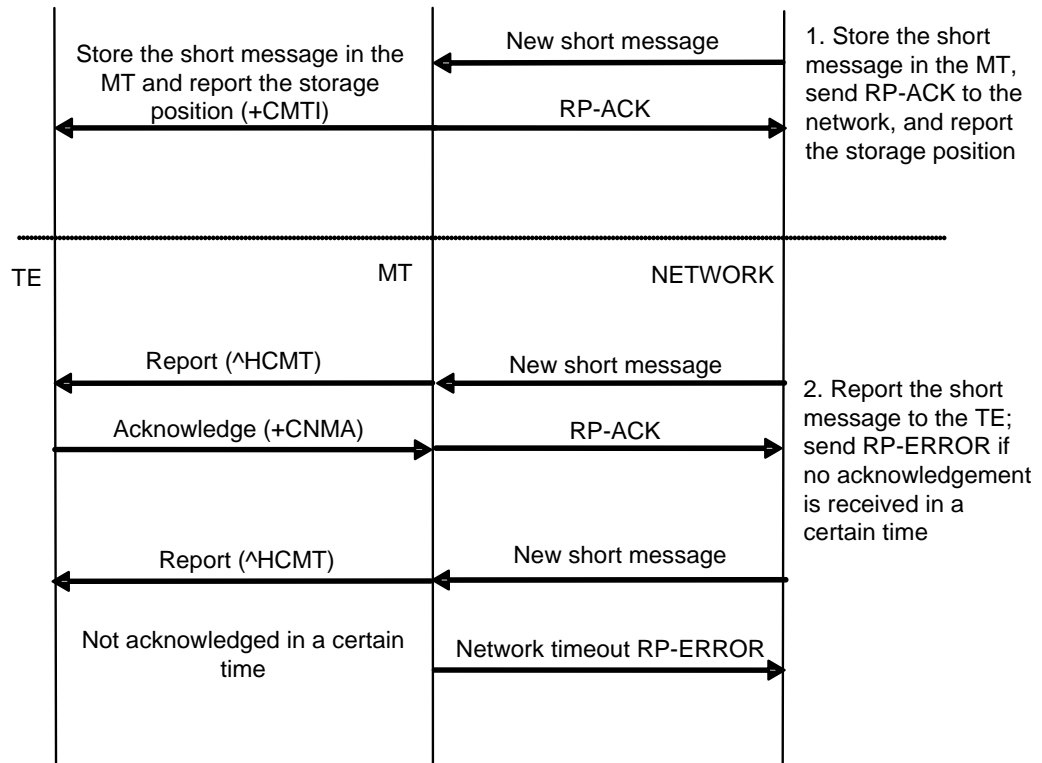 Store the short message in the
MT and report the storage
position (+CMTI)
New short message
RP-ACK
1. Store the short
message in the MT,
send RP-ACK to the
network, and report
the storage position
TE
MT
NETWORK
Report (^HCMT)
New short message
Acknowledge (+CNMA)
RP-ACK
2. Report the short
message to the TE;
send RP-ERROR if
no acknowledgement
is received in a
certain time
Report (^HCMT)
New short message
Not acknowledged in a certain
time
Network timeout RP-ERROR